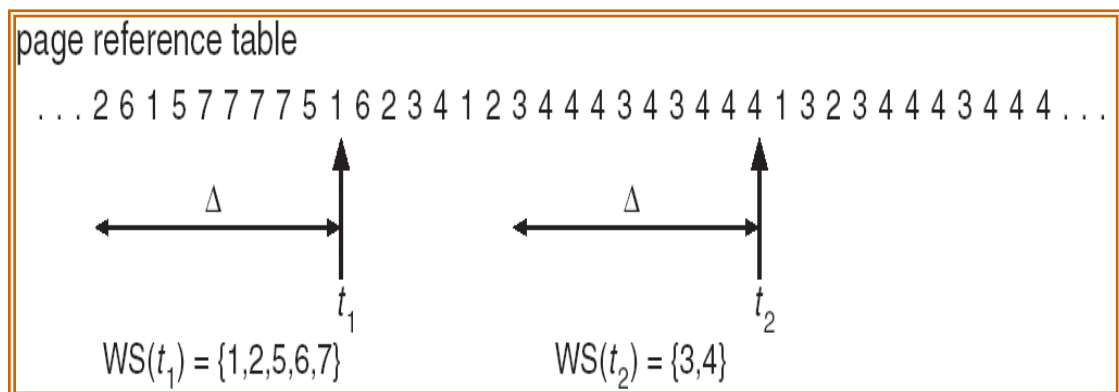 page reference table
. . . 2 6 1 5 7 7 7 7 5 1 6 2 3 4 1 2 3 4 4 4 3 4 3 4 4 4 1 3 2 3 4 4 4 3 4 4 4 . . .
Δ Δ
t₁ t₂
WS(t₁) = {1,2,5,6,7} WS(t₂) = {3,4}